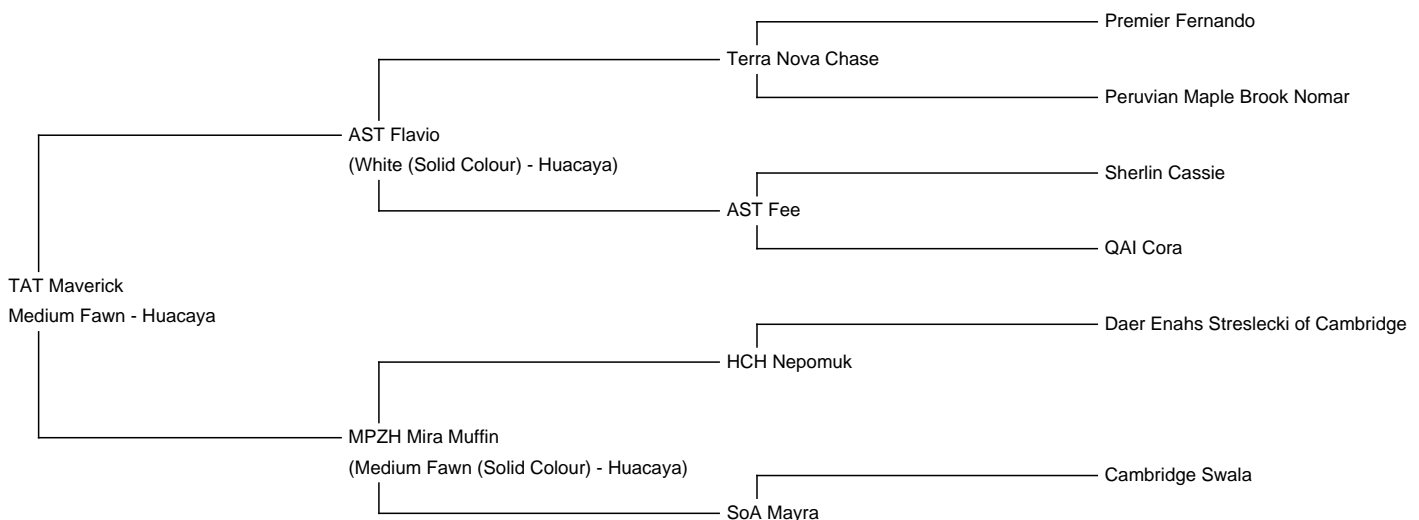 Premier Fernando
Terra Nova Chase
Peruvian Maple Brook Nomar
AST Flavio
(White (Solid Colour) - Huacaya)
Sherlin Cassie
AST Fee
QAI Cora
TAT Maverick
Medium Fawn - Huacaya
Daer Enahs Streslecki of Cambridge
HCH Nepomuk
MPZH Mira Muffin
(Medium Fawn (Solid Colour) - Huacaya)
Cambridge Swala
SoA Mayra